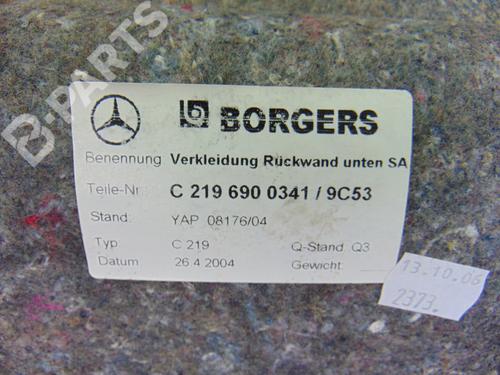 B-PARTS
b BORGERS
Benennung Verkleidung Rückwand unten SA
Teile-Nr. C 219 690 0341 / 9C53
Stand: YAP 08176/04
Typ C 219 Q-Stand Q3
Datum 26.4.2004 Gewicht:
13.10.06
2373.